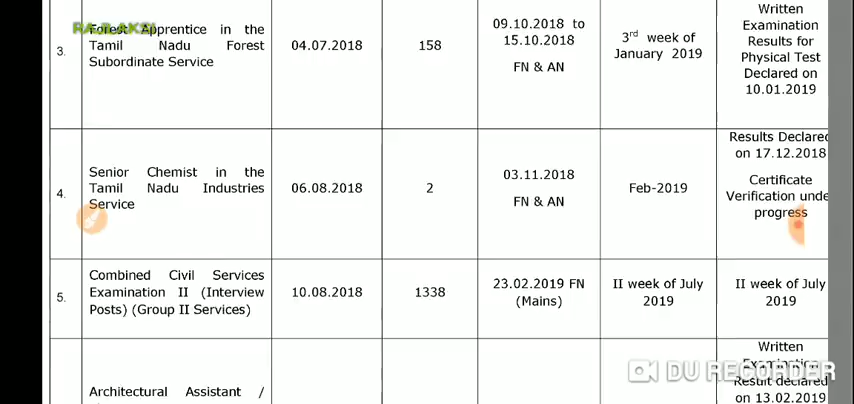 RAJLAKSI
3.
Forest Apprentice in the
Tamil Nadu Forest
Subordinate Service
04.07.2018
158
09.10.2018 to
15.10.2018
FN & AN
3rd week of
January 2019
Written
Examination
Results for
Physical Test
Declared on
10.01.2019
4.
Senior Chemist in the
Tamil Nadu Industries
Service
06.08.2018
2
03.11.2018
FN & AN
Feb-2019
Results Declared
on 17.12.2018
Certificate
Verification unde
progress
5.
Combined Civil Services
Examination II (Interview
Posts) (Group II Services)
10.08.2018
1338
23.02.2019 FN
(Mains)
II week of July
2019
II week of July
2019
Architectural Assistant /
Written
Examination
Result declared
on 13.02.2019
DU RECORDER